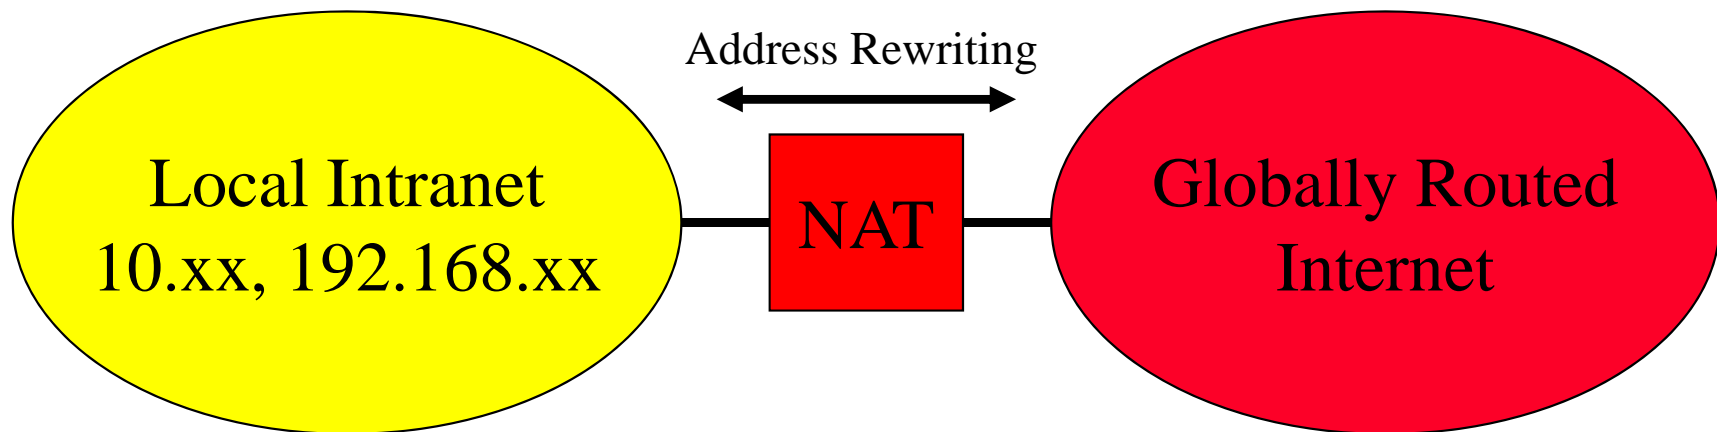 Address Rewriting
Local Intranet
10.xx, 192.168.xx
NAT
Globally Routed
Internet